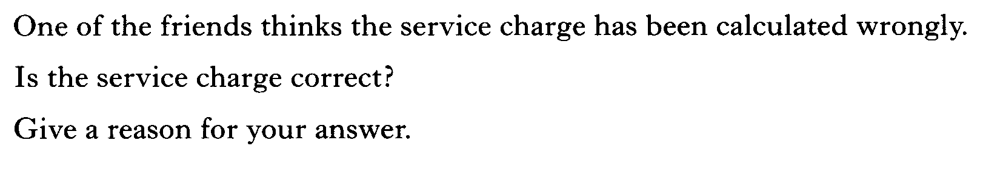 One of the friends thinks the service charge has been calculated wrongly.
Is the service charge correct?
Give a reason for your answer.